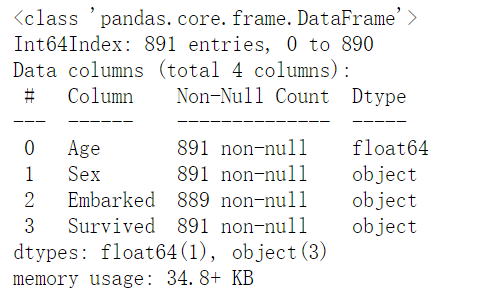 <class 'pandas.core.frame.DataFrame'>
Int64Index: 891 entries, 0 to 890
Data columns (total 4 columns):
 #   Column    Non-Null Count  Dtype
---  ------    --------------  -----
 0   Age       891 non-null    float64
 1   Sex       891 non-null    object
 2   Embarked  889 non-null    object
 3   Survived  891 non-null    object
dtypes: float64(1), object(3)
memory usage: 34.8+ KB